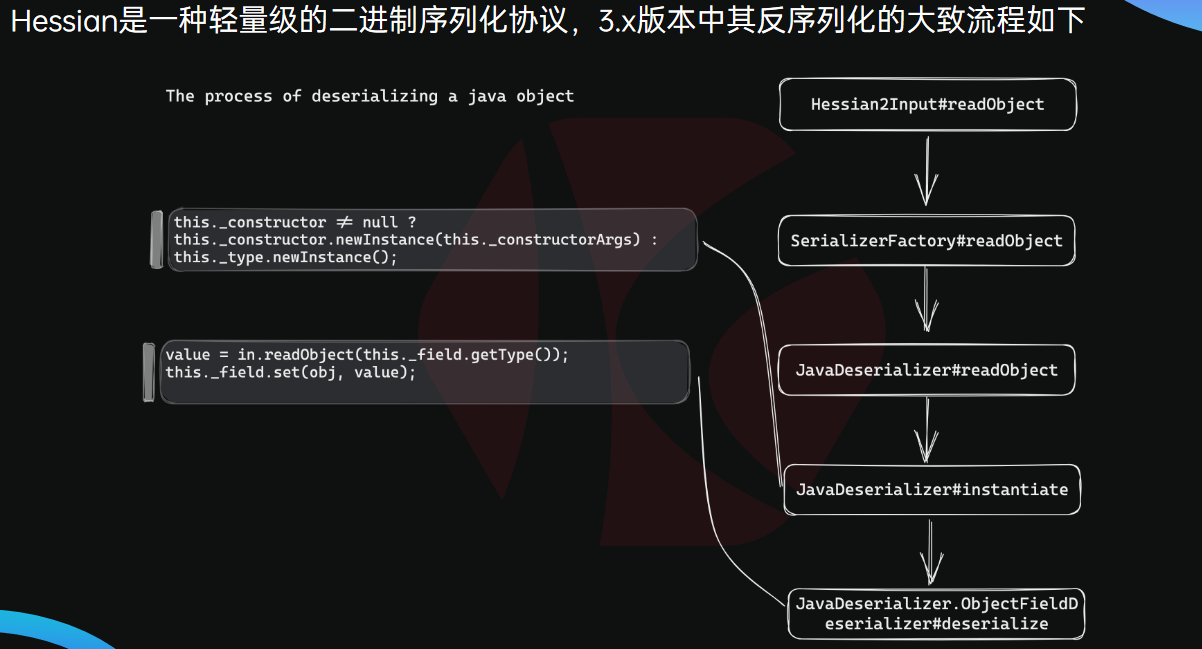 Hessian是一种轻量级的二进制序列化协议，3.x版本中其反序列化的大致流程如下
The process of deserializing a java object
Hessian2Input#readObject
this._constructor ≠ null ?
this._constructor.newInstance(this._constructorArgs) :
this._type.newInstance();
SerializerFactory#readObject
value = in.readObject(this._field.getType());
this._field.set(obj, value);
JavaDeserializer#readObject
JavaDeserializer#instantiate
JavaDeserializer.ObjectFieldD
eserializer#deserialize